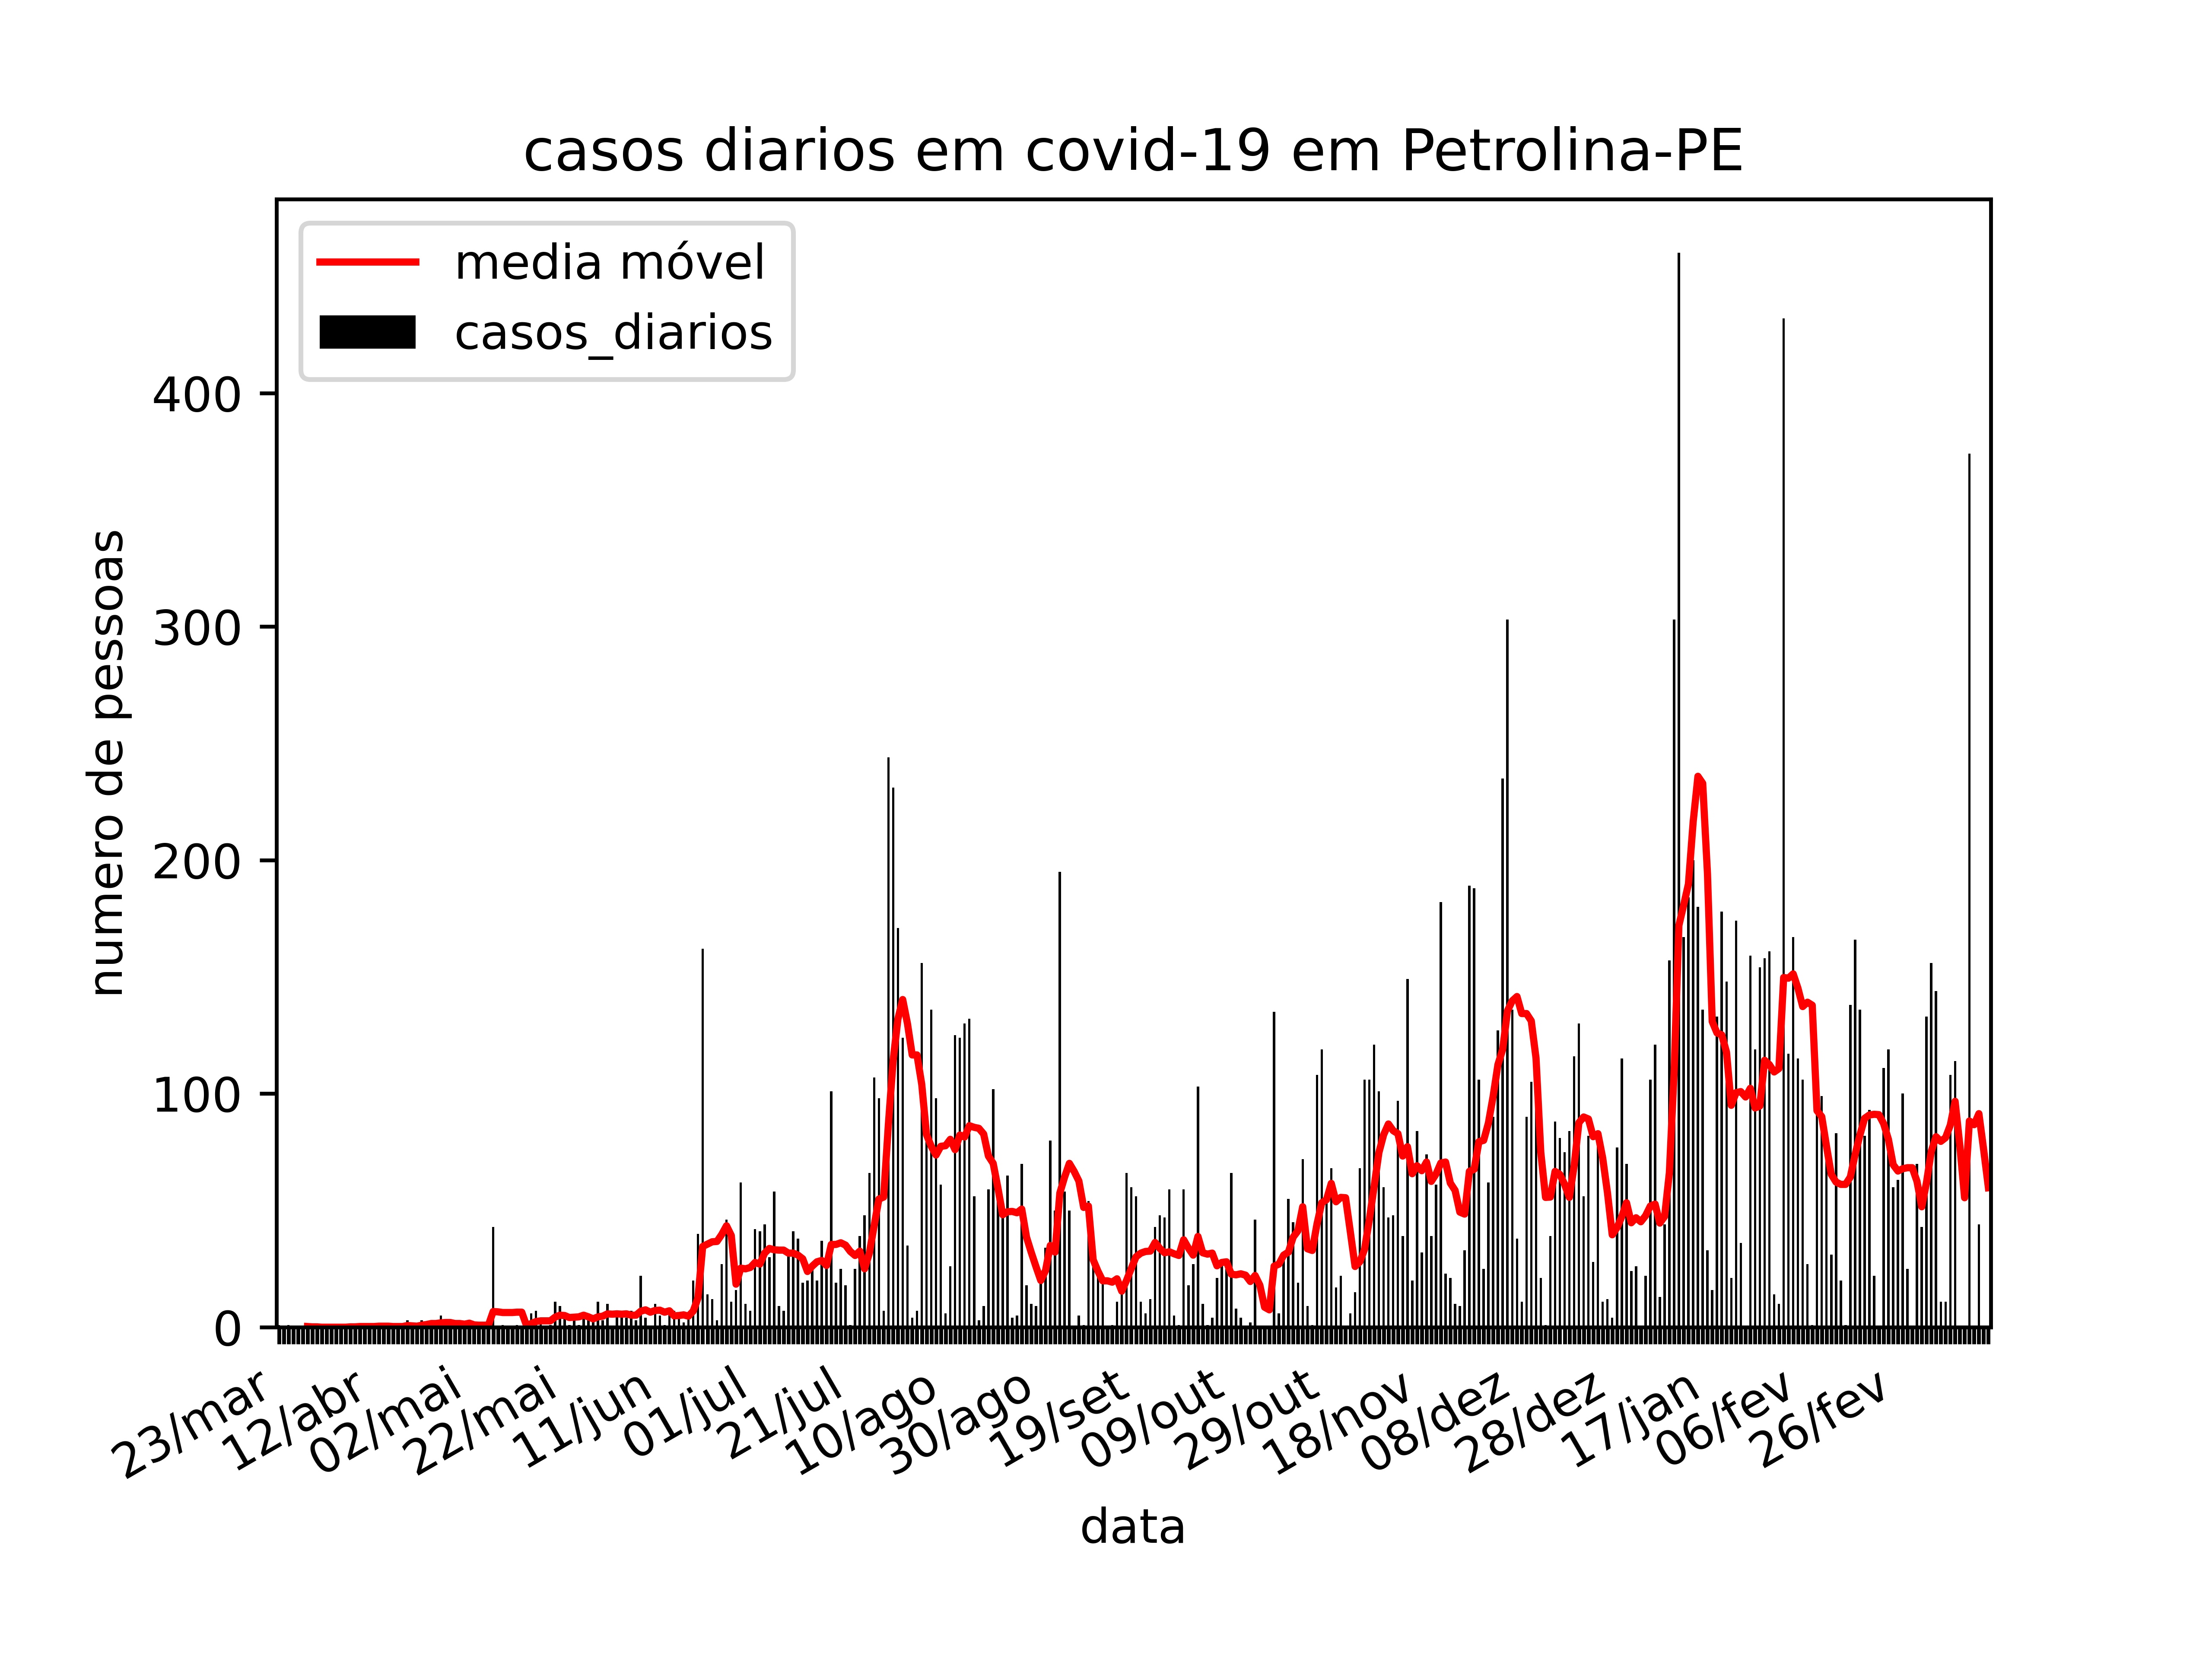 casos diarios em covid-19 em Petrolina-PE
media móvel
casos_diarios
numero de pessoas
400
300
200
100
0
23/mar
12/abr
02/mai
22/mai
11/jun
01/jul
21/jul
10/ago
30/ago
19/set
09/out
29/out
18/nov
08/dez
28/dez
17/jan
06/fev
26/fev
data